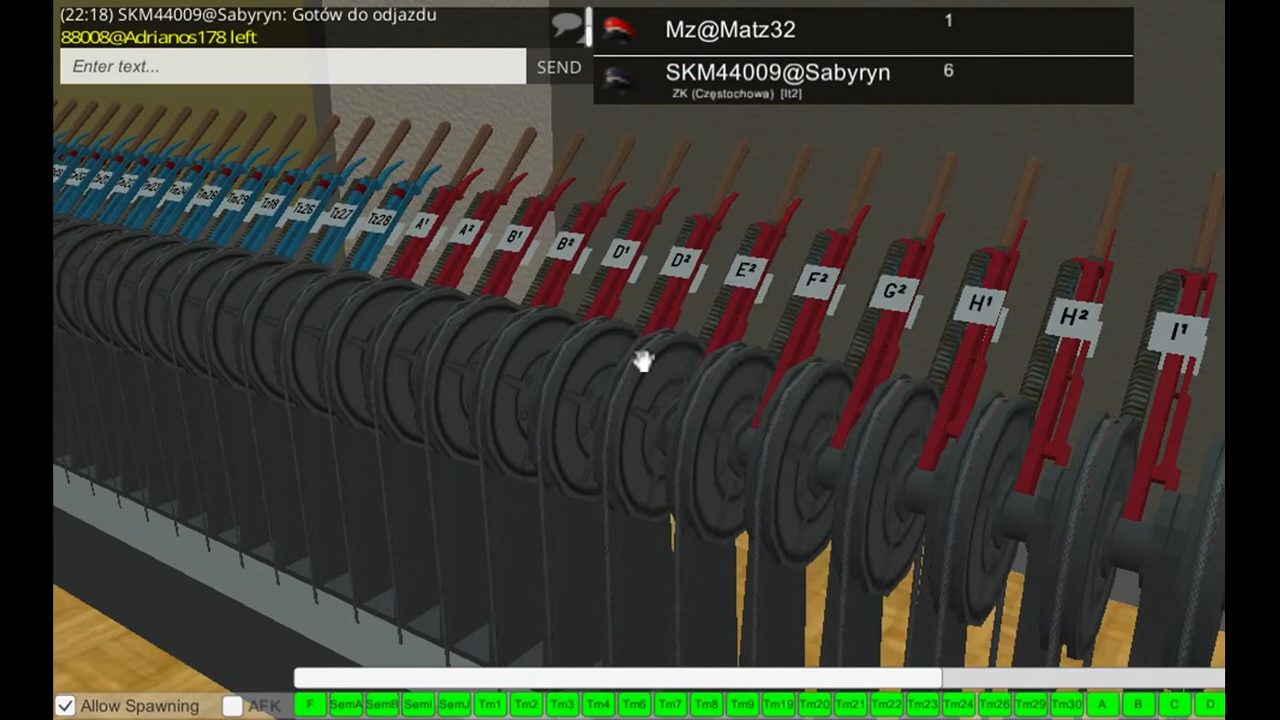 (22:18) SKM44009@Sabyryn: Gotów do odjazdu
88008@Adrianos178 left
Enter text...
SEND
Mz@Matz32 1
SKM44009@Sabyryn 6
ZK (Częstochowa) [It2]
Tz18 Tz26 Tz27 Tz28 A¹ A² B¹ B² D¹ D² E² F² G² H¹ H² I¹
Allow Spawning AFK F SemA SemB SemI SemJ Tm1 Tm2 Tm3 Tm4 Tm6 Tm7 Tm8 Tm9 Tm19 Tm20 Tm21 Tm22 Tm23 Tm24 Tm26 Tm29 Tm30 A B C D